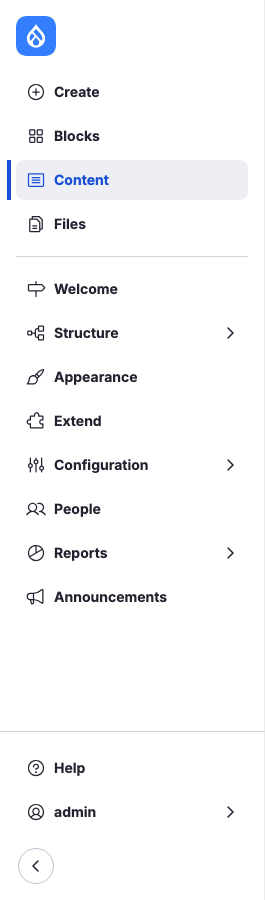 Create
Blocks
Content
Files
Welcome
Structure
Appearance
Extend
Configuration
People
Reports
Announcements
Help
admin